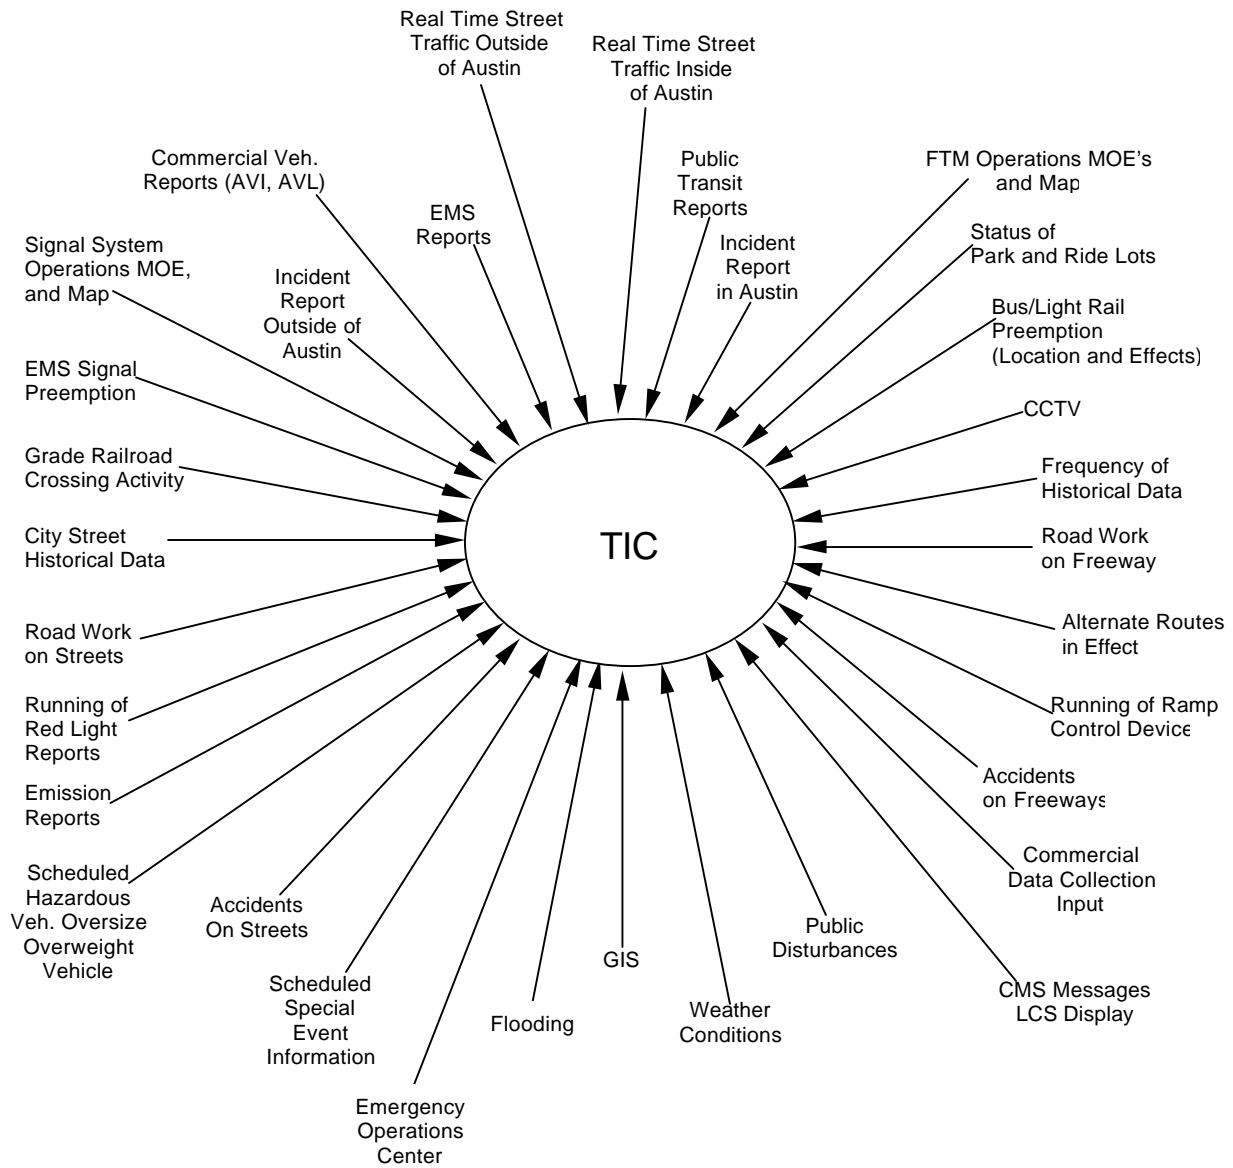 Real Time Street
Traffic Outside
of Austin
Real Time Street
Traffic Inside
of Austin
Commercial Veh.
Reports (AVI, AVL)
Public
Transit
Reports
FTM Operations MOE's
and Map
EMS
Reports
Signal System
Operations MOE,
and Map
Incident
Report
in Austin
Status of
Park and Ride Lots
Incident
Report
Outside of
Austin
Bus/Light Rail
Preemption
(Location and Effects)
EMS Signal
Preemption
CCTV
Grade Railroad
Crossing Activity
Frequency of
Historical Data
City Street
Historical Data
TIC
Road Work
on Freeway
Road Work
on Streets
Alternate Routes
in Effect
Running of
Red Light
Reports
Running of Ramp
Control Device
Emission
Reports
Accidents
on Freeways
Scheduled
Hazardous
Veh. Oversize
Overweight
Vehicle
Commercial
Data Collection
Input
Accidents
On Streets
Public
Disturbances
GIS
Scheduled
Special
Event
Information
CMS Messages
LCS Display
Flooding
Weather
Conditions
Emergency
Operations
Center